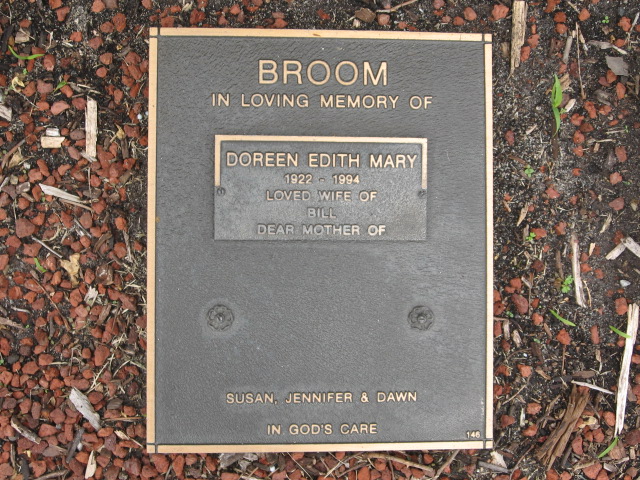 BROOM
IN LOVING MEMORY OF
DOREEN EDITH MARY
1922 - 1994
LOVED WIFE OF
BILL
DEAR MOTHER OF
SUSAN, JENNIFER & DAWN
IN GOD'S CARE
146